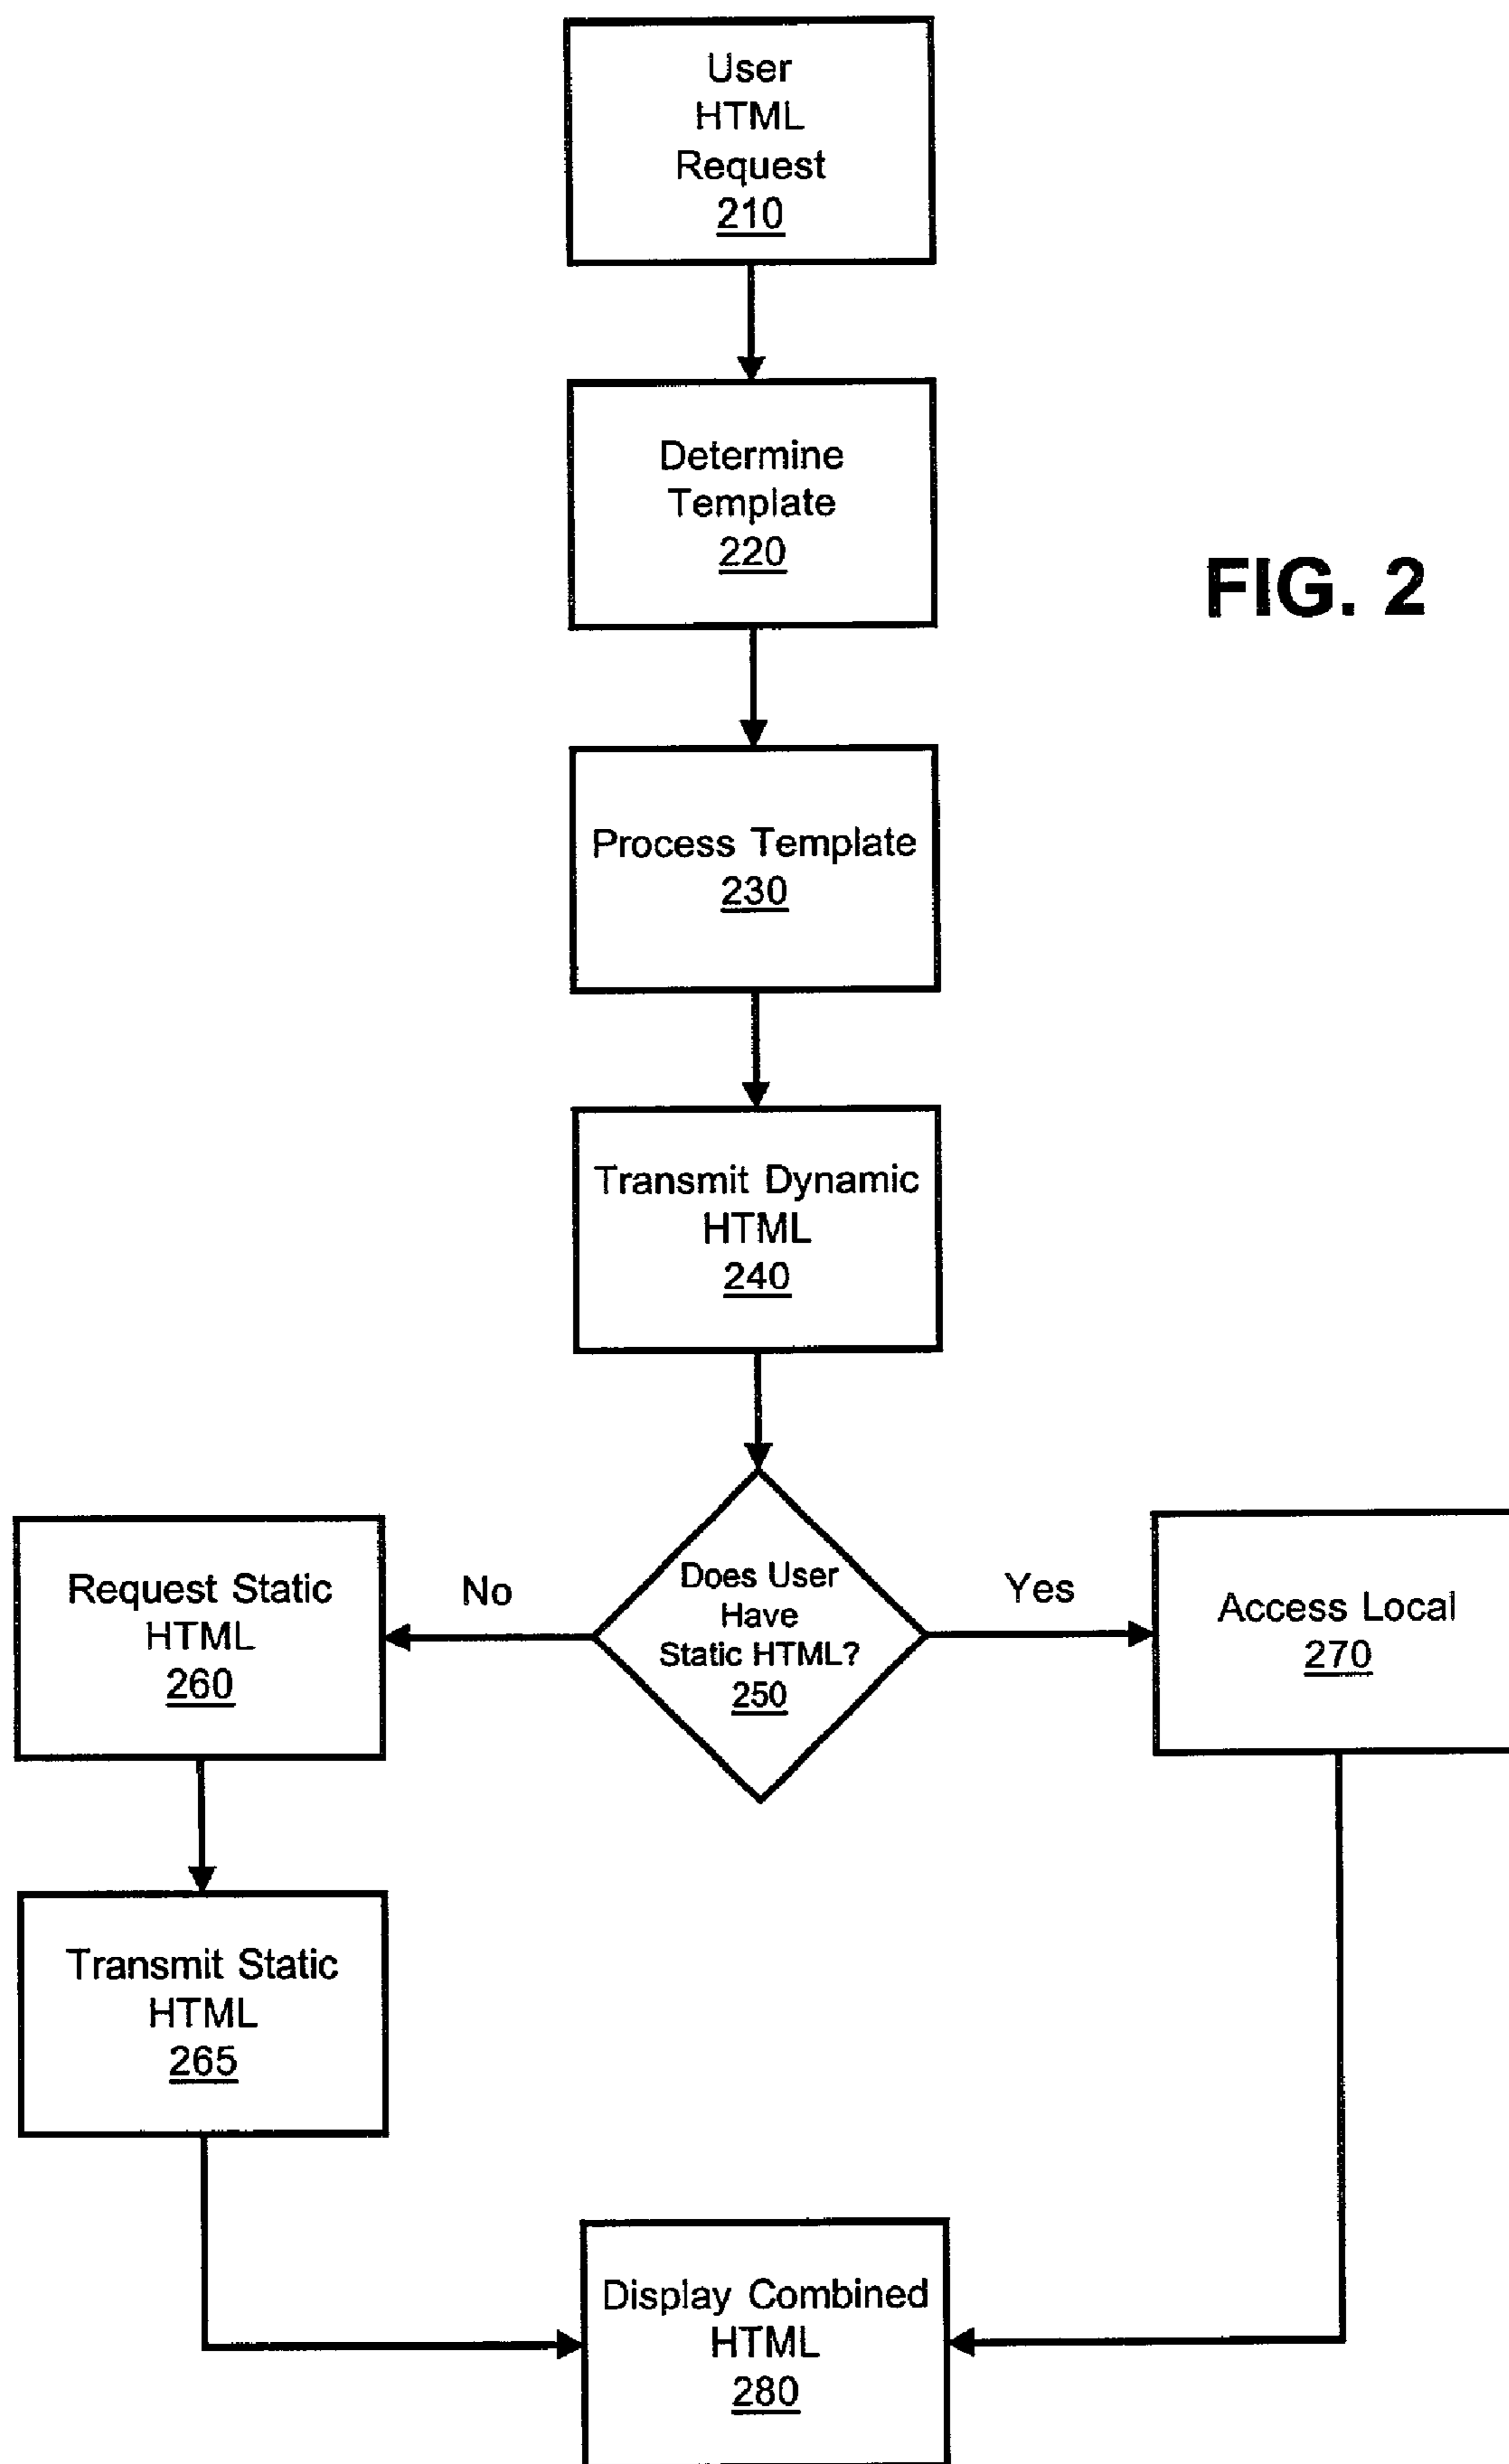 User
HTML
Request
210
Determine
Template
220
FIG. 2
Process Template
230
Transmit Dynamic
HTML
240
Does User
Have
Static HTML?
250
No
Yes
Request Static
HTML
260
Access Local
270
Transmit Static
HTML
265
Display Combined
HTML
280